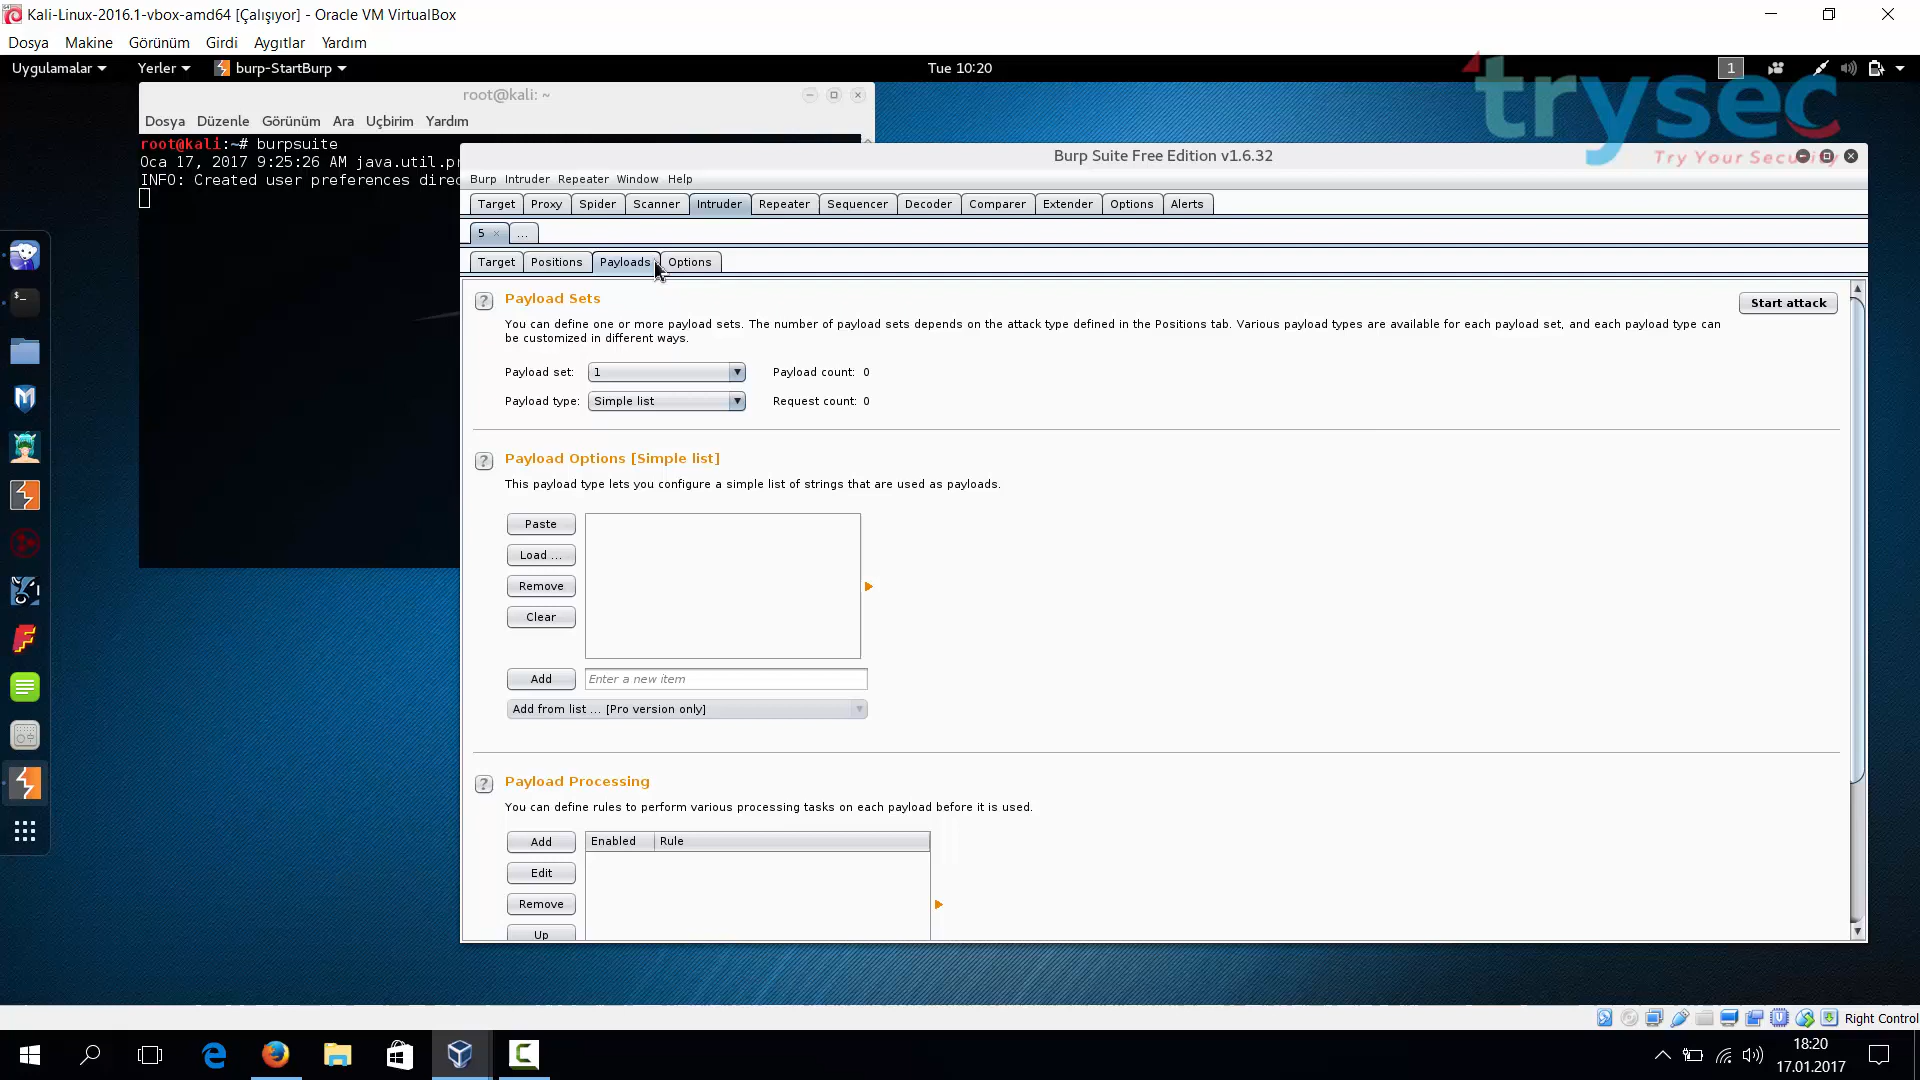 Kali-Linux-2016.1-vbox-amd64 [Çalışıyor] - Oracle VM VirtualBox
Dosya Makine Görünüm Girdi Aygıtlar Yardım
Uygulamalar Yerler burp-StartBurp Tue 10:20 1
trysec
Try Your Secu
root@kali: ~
Dosya Düzenle Görünüm Ara Uçbirim Yardım
root@kali:~# burpsuite
Oca 17, 2017 9:25:26 AM java.util.pr
INFO: Created user preferences direc
Burp Suite Free Edition v1.6.32
Burp Intruder Repeater Window Help
Target Proxy Spider Scanner Intruder Repeater Sequencer Decoder Comparer Extender Options Alerts
5 × ...
Target Positions Payloads Options
? Payload Sets
Start attack
You can define one or more payload sets. The number of payload sets depends on the attack type defined in the Positions tab. Various payload types are available for each payload set, and each payload type can
be customized in different ways.
Payload set: 1 Payload count: 0
Payload type: Simple list Request count: 0
? Payload Options [Simple list]
This payload type lets you configure a simple list of strings that are used as payloads.
Paste
Load ...
Remove
Clear
Add Enter a new item
Add from list ... [Pro version only]
? Payload Processing
You can define rules to perform various processing tasks on each payload before it is used.
Add Enabled Rule
Edit
Remove
Up
Right Control
18:20
17.01.2017